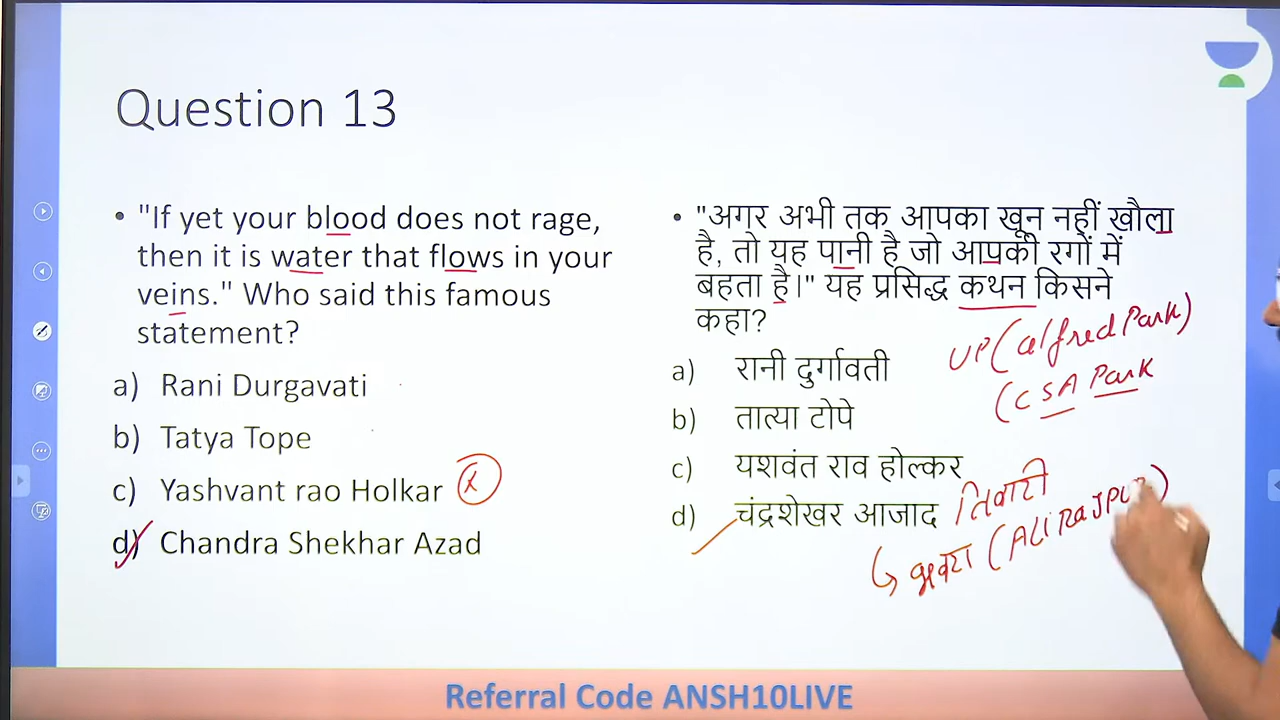 Question 13
• "If yet your blood does not rage,
then it is water that flows in your
veins." Who said this famous
statement?
a) Rani Durgavati
b) Tatya Tope
c) Yashvant rao Holkar
d) Chandra Shekhar Azad
• "अगर अभी तक आपका खून नहीं खौला
है, तो यह पानी है जो आपकी रगों में
बहता है।" यह प्रसिद्ध कथन किसने
कहा?
UP (alfred Park)
(CSA Park
a) रानी दुर्गावती
b) तात्या टोपे
c) यशवंत राव होल्कर
d) चंद्रशेखर आजाद तिवारी
(ALIRAJPUR)
Referral Code ANSH10LIVE